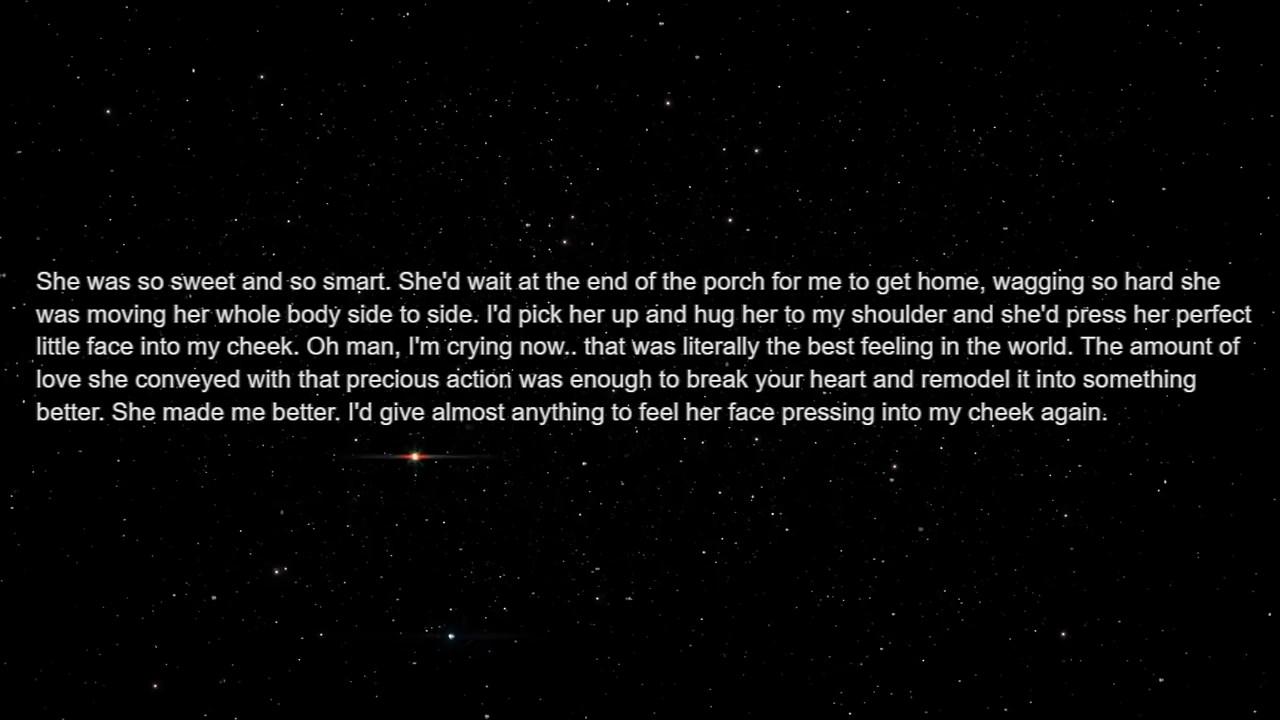 She was so sweet and so smart. She'd wait at the end of the porch for me to get home, wagging so hard she
was moving her whole body side to side. I'd pick her up and hug her to my shoulder and she'd press her perfect
little face into my cheek. Oh man, I'm crying now.. that was literally the best feeling in the world. The amount of
love she conveyed with that precious action was enough to break your heart and remodel it into something
better. She made me better. I'd give almost anything to feel her face pressing into my cheek again.